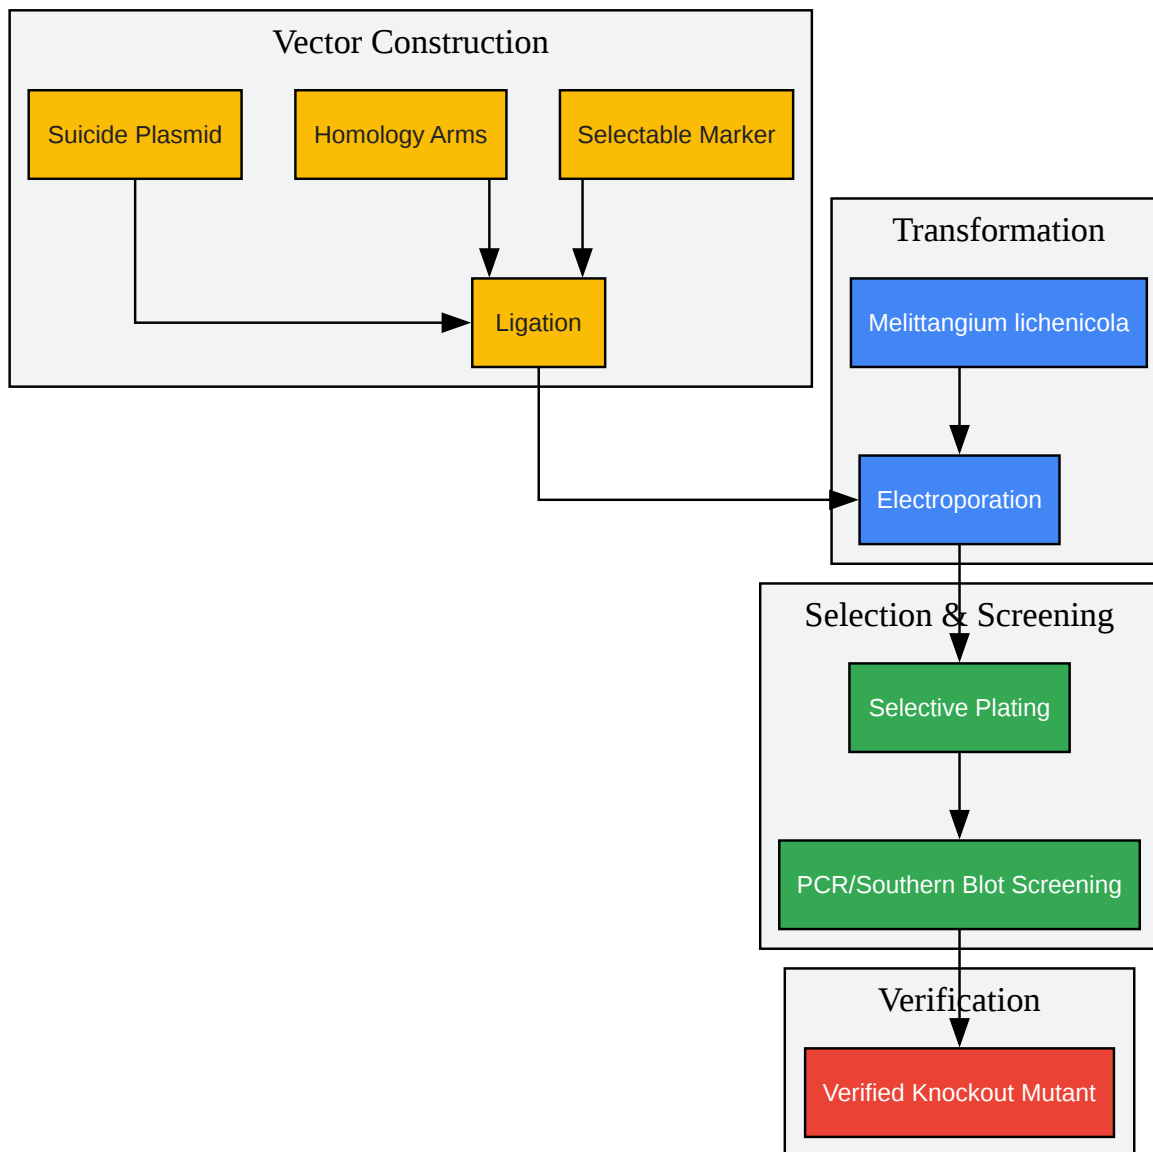 Vector Construction
Suicide Plasmid
Homology Arms
Selectable Marker
Ligation
Transformation
Melittangium lichenicola
Electroporation
Selection & Screening
Selective Plating
PCR/Southern Blot Screening
Verification
Verified Knockout Mutant